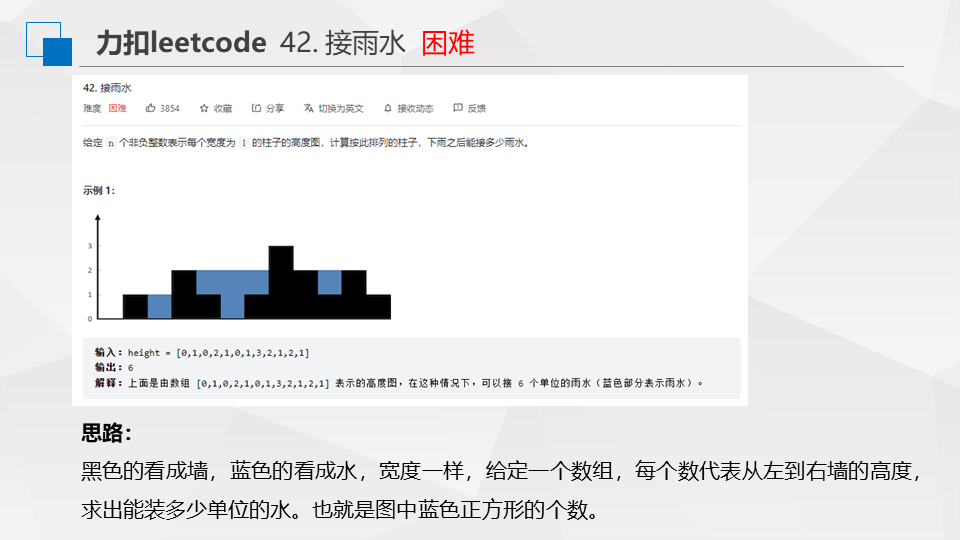 力扣leetcode 42. 接雨水 困难
42. 接雨水
难度 困难 3854 收藏 分享 切换为英文 接收动态 反馈
给定 n 个非负整数表示每个宽度为 1 的柱子的高度图，计算按此排列的柱子，下雨之后能接多少雨水。
示例 1：
3
2
1
0
输入：height = [0,1,0,2,1,0,1,3,2,1,2,1]
输出：6
解释：上面是由数组 [0,1,0,2,1,0,1,3,2,1,2,1] 表示的高度图，在这种情况下，可以接 6 个单位的雨水（蓝色部分表示雨水）。
思路：
黑色的看成墙，蓝色的看成水，宽度一样，给定一个数组，每个数代表从左到右墙的高度，
求出能装多少单位的水。也就是图中蓝色正方形的个数。